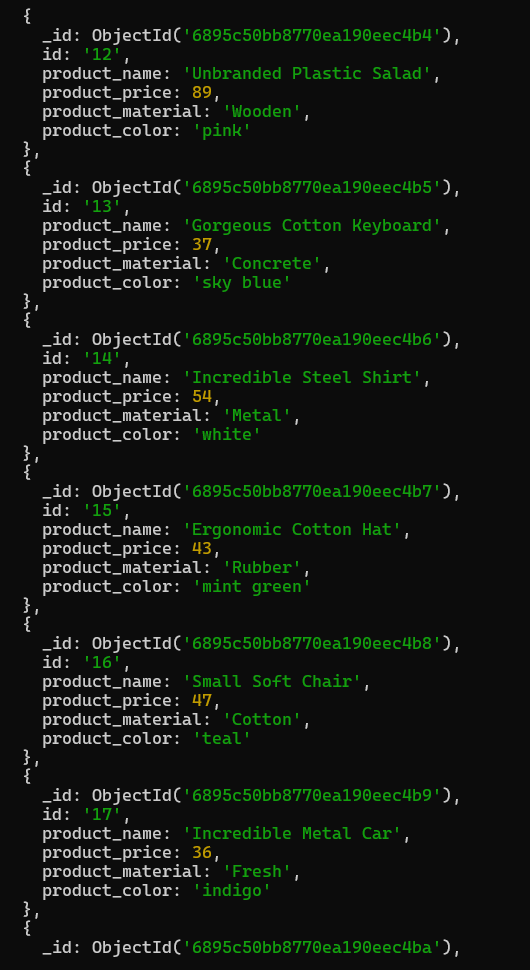 {
_id: ObjectId('6895c50bb8770ea190eec4b4'),
id: '12',
product_name: 'Unbranded Plastic Salad',
product_price: 89,
product_material: 'Wooden',
product_color: 'pink'
},
{
_id: ObjectId('6895c50bb8770ea190eec4b5'),
id: '13',
product_name: 'Gorgeous Cotton Keyboard',
product_price: 37,
product_material: 'Concrete',
product_color: 'sky blue'
},
{
_id: ObjectId('6895c50bb8770ea190eec4b6'),
id: '14',
product_name: 'Incredible Steel Shirt',
product_price: 54,
product_material: 'Metal',
product_color: 'white'
},
{
_id: ObjectId('6895c50bb8770ea190eec4b7'),
id: '15',
product_name: 'Ergonomic Cotton Hat',
product_price: 43,
product_material: 'Rubber',
product_color: 'mint green'
},
{
_id: ObjectId('6895c50bb8770ea190eec4b8'),
id: '16',
product_name: 'Small Soft Chair',
product_price: 47,
product_material: 'Cotton',
product_color: 'teal'
},
{
_id: ObjectId('6895c50bb8770ea190eec4b9'),
id: '17',
product_name: 'Incredible Metal Car',
product_price: 36,
product_material: 'Fresh',
product_color: 'indigo'
},
{
_id: ObjectId('6895c50bb8770ea190eec4ba'),